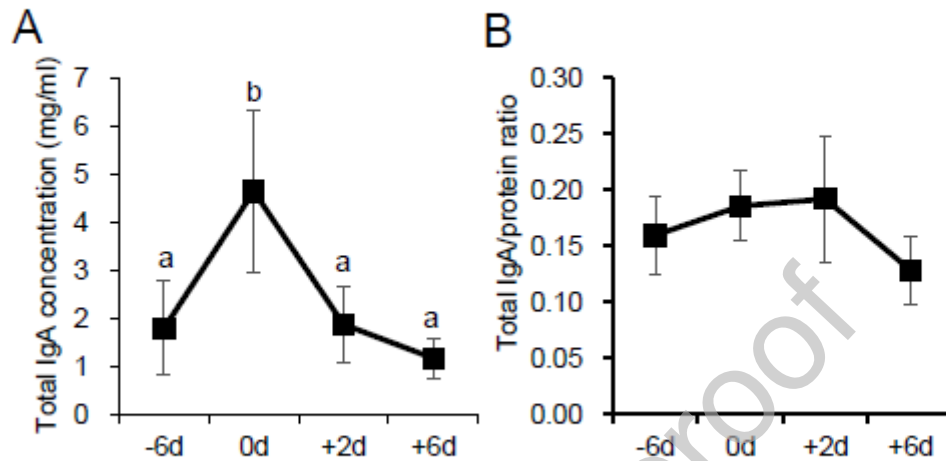 A
Total IgA concentration (mg/ml)
7
6
5
4
3
2
1
0
a
b
a
a
-6d 0d +2d +6d
B
Total IgA/protein ratio
0.30
0.25
0.20
0.15
0.10
0.05
0.00
-6d 0d +2d +6d
proof